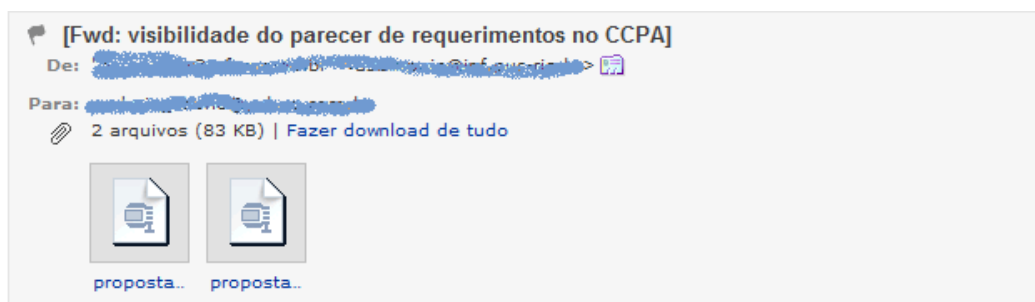 [Fwd: visibilidade do parecer de requerimentos no CCPA]
De: >
Para:
2 arquivos (83 KB) | Fazer download de tudo
proposta.. proposta..